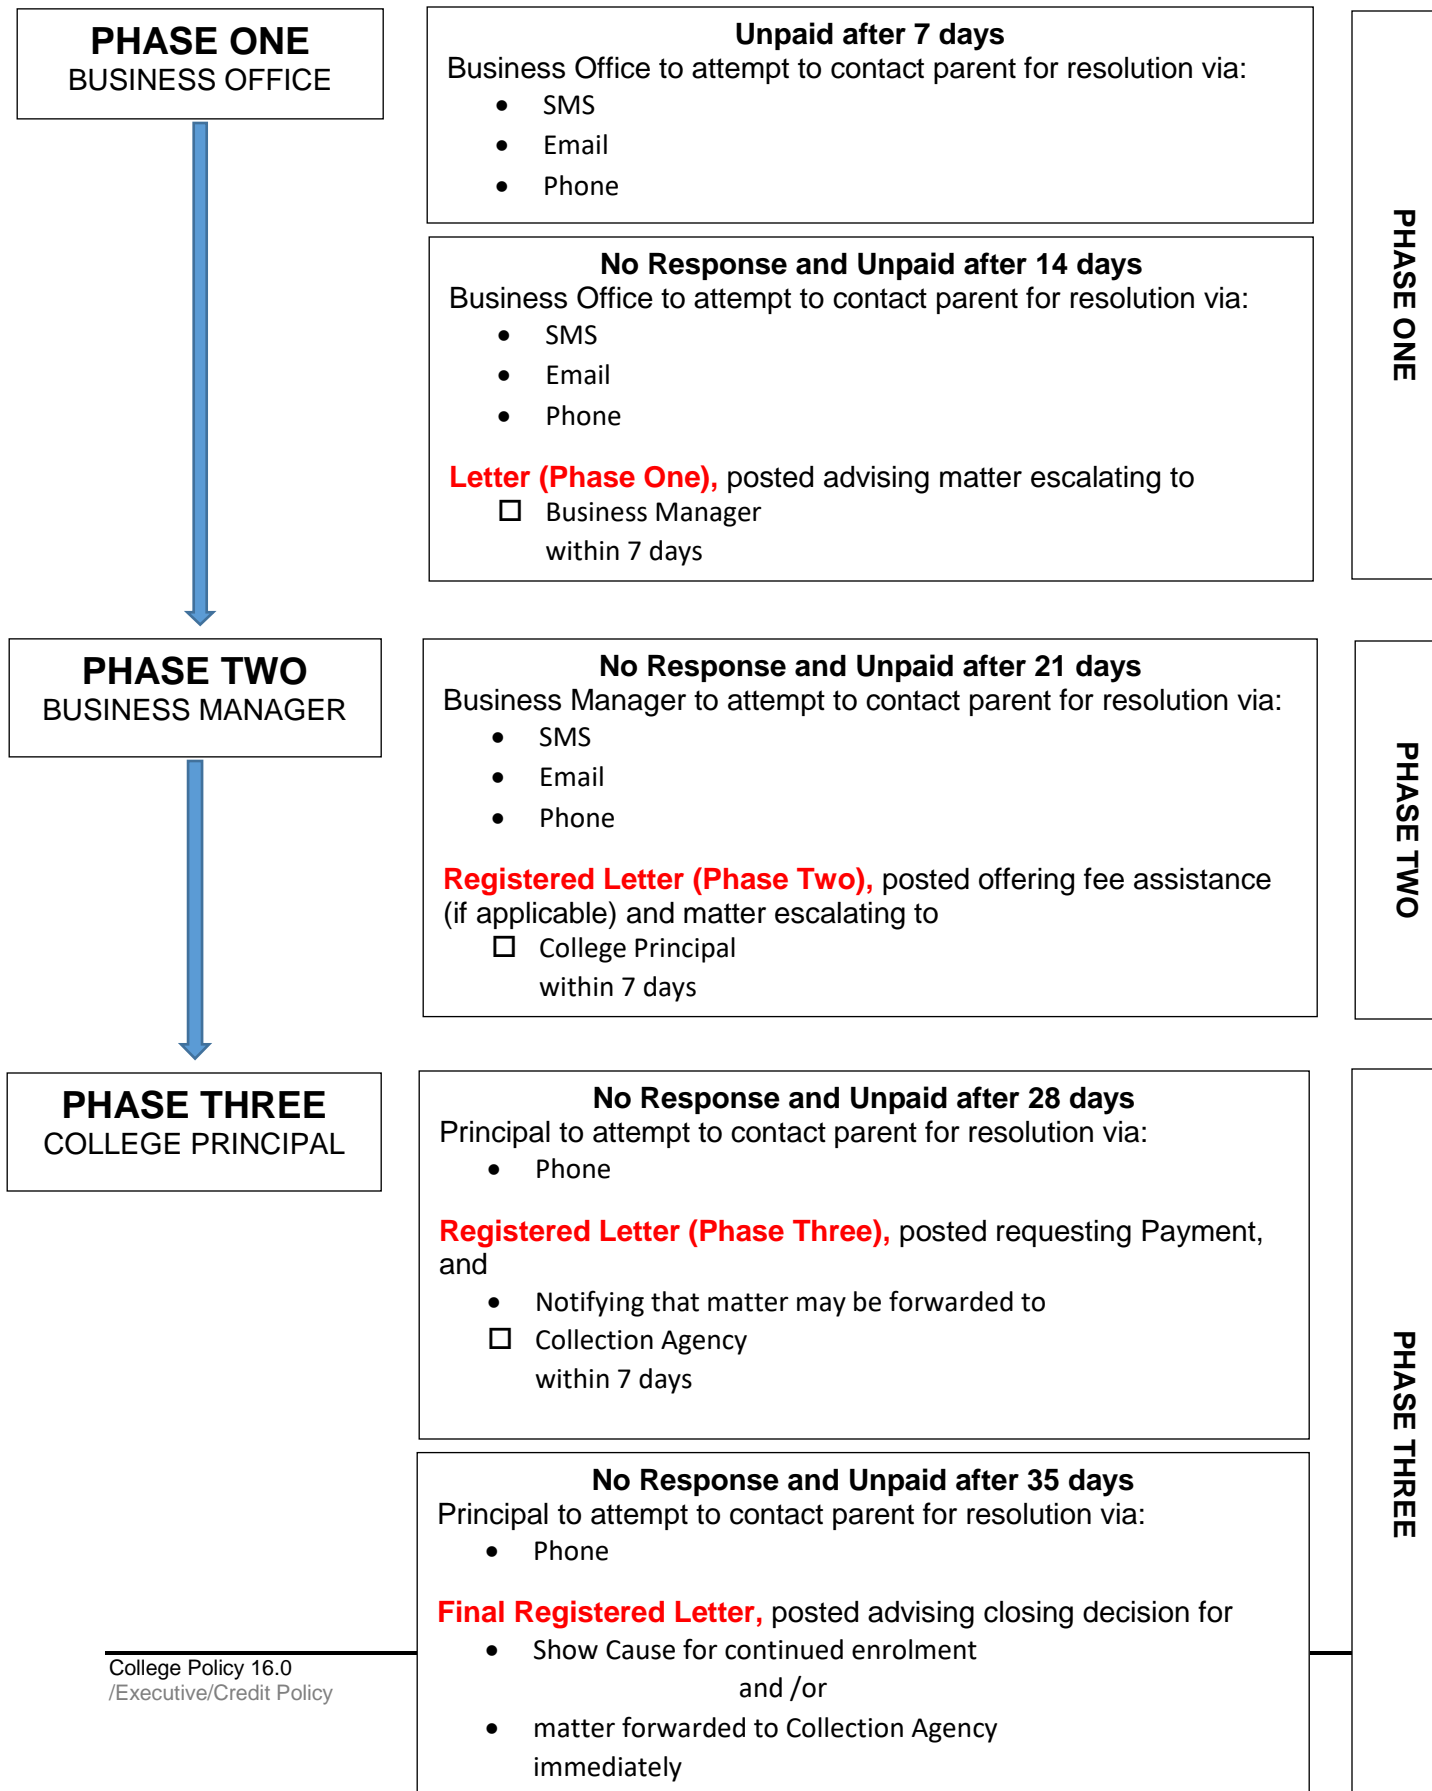 PHASE ONE
BUSINESS OFFICE
Unpaid after 7 days
Business Office to attempt to contact parent for resolution via:
• SMS
• Email
• Phone
No Response and Unpaid after 14 days
Business Office to attempt to contact parent for resolution via:
• SMS
• Email
• Phone
Letter (Phase One), posted advising matter escalating to
☐ Business Manager
within 7 days
PHASE ONE
PHASE TWO
BUSINESS MANAGER
No Response and Unpaid after 21 days
Business Manager to attempt to contact parent for resolution via:
• SMS
• Email
• Phone
Registered Letter (Phase Two), posted offering fee assistance
(if applicable) and matter escalating to
☐ College Principal
within 7 days
PHASE TWO
PHASE THREE
COLLEGE PRINCIPAL
No Response and Unpaid after 28 days
Principal to attempt to contact parent for resolution via:
• Phone
Registered Letter (Phase Three), posted requesting Payment,
and
• Notifying that matter may be forwarded to
☐ Collection Agency
within 7 days
No Response and Unpaid after 35 days
Principal to attempt to contact parent for resolution via:
• Phone
Final Registered Letter, posted advising closing decision for
• Show Cause for continued enrolment
and /or
• matter forwarded to Collection Agency
immediately
PHASE THREE
College Policy 16.0
/Executive/Credit Policy